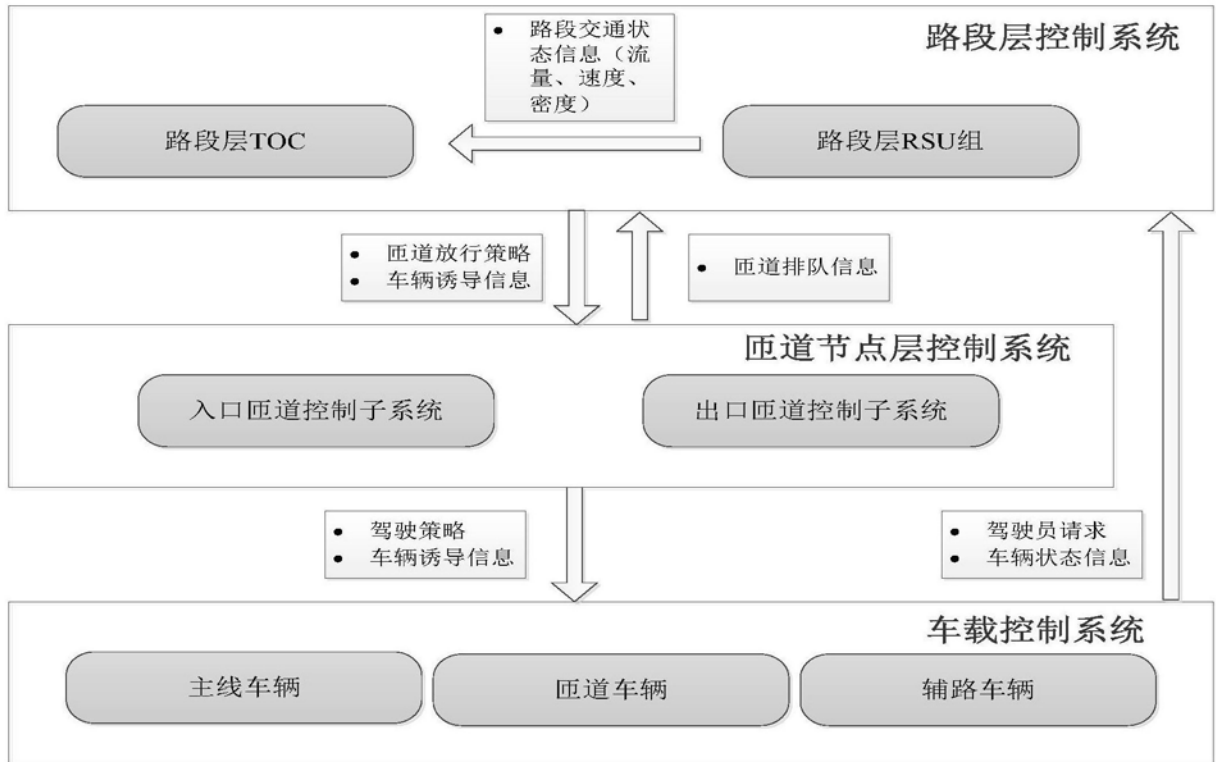 路段层控制系统
• 路段交通状
态信息（流
量、速度、
密度）
路段层TOC
路段层RSU组
• 匝道放行策略
• 车辆诱导信息
• 匝道排队信息
匝道节点层控制系统
入口匝道控制子系统
出口匝道控制子系统
• 驾驶策略
• 车辆诱导信息
• 驾驶员请求
• 车辆状态信息
车载控制系统
主线车辆
匝道车辆
辅路车辆